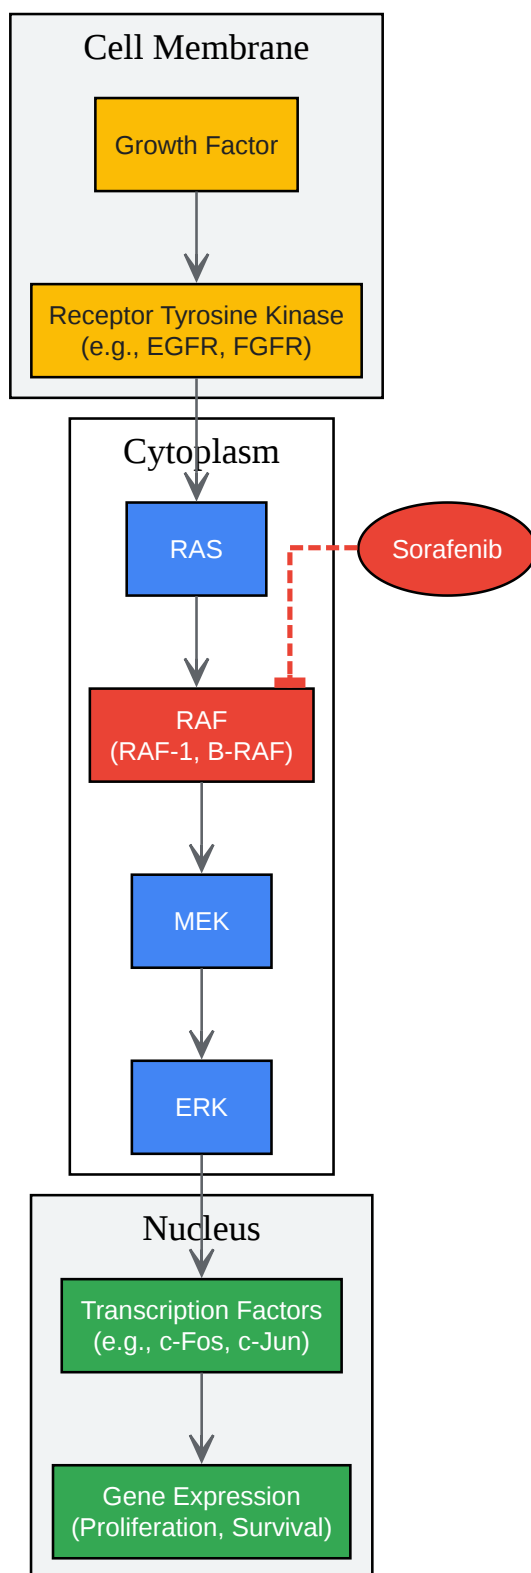 Cell Membrane
Growth Factor
Receptor Tyrosine Kinase
(e.g., EGFR, FGFR)
Cytoplasm
RAS
Sorafenib
RAF
(RAF-1, B-RAF)
MEK
ERK
Nucleus
Transcription Factors
(e.g., c-Fos, c-Jun)
Gene Expression
(Proliferation, Survival)